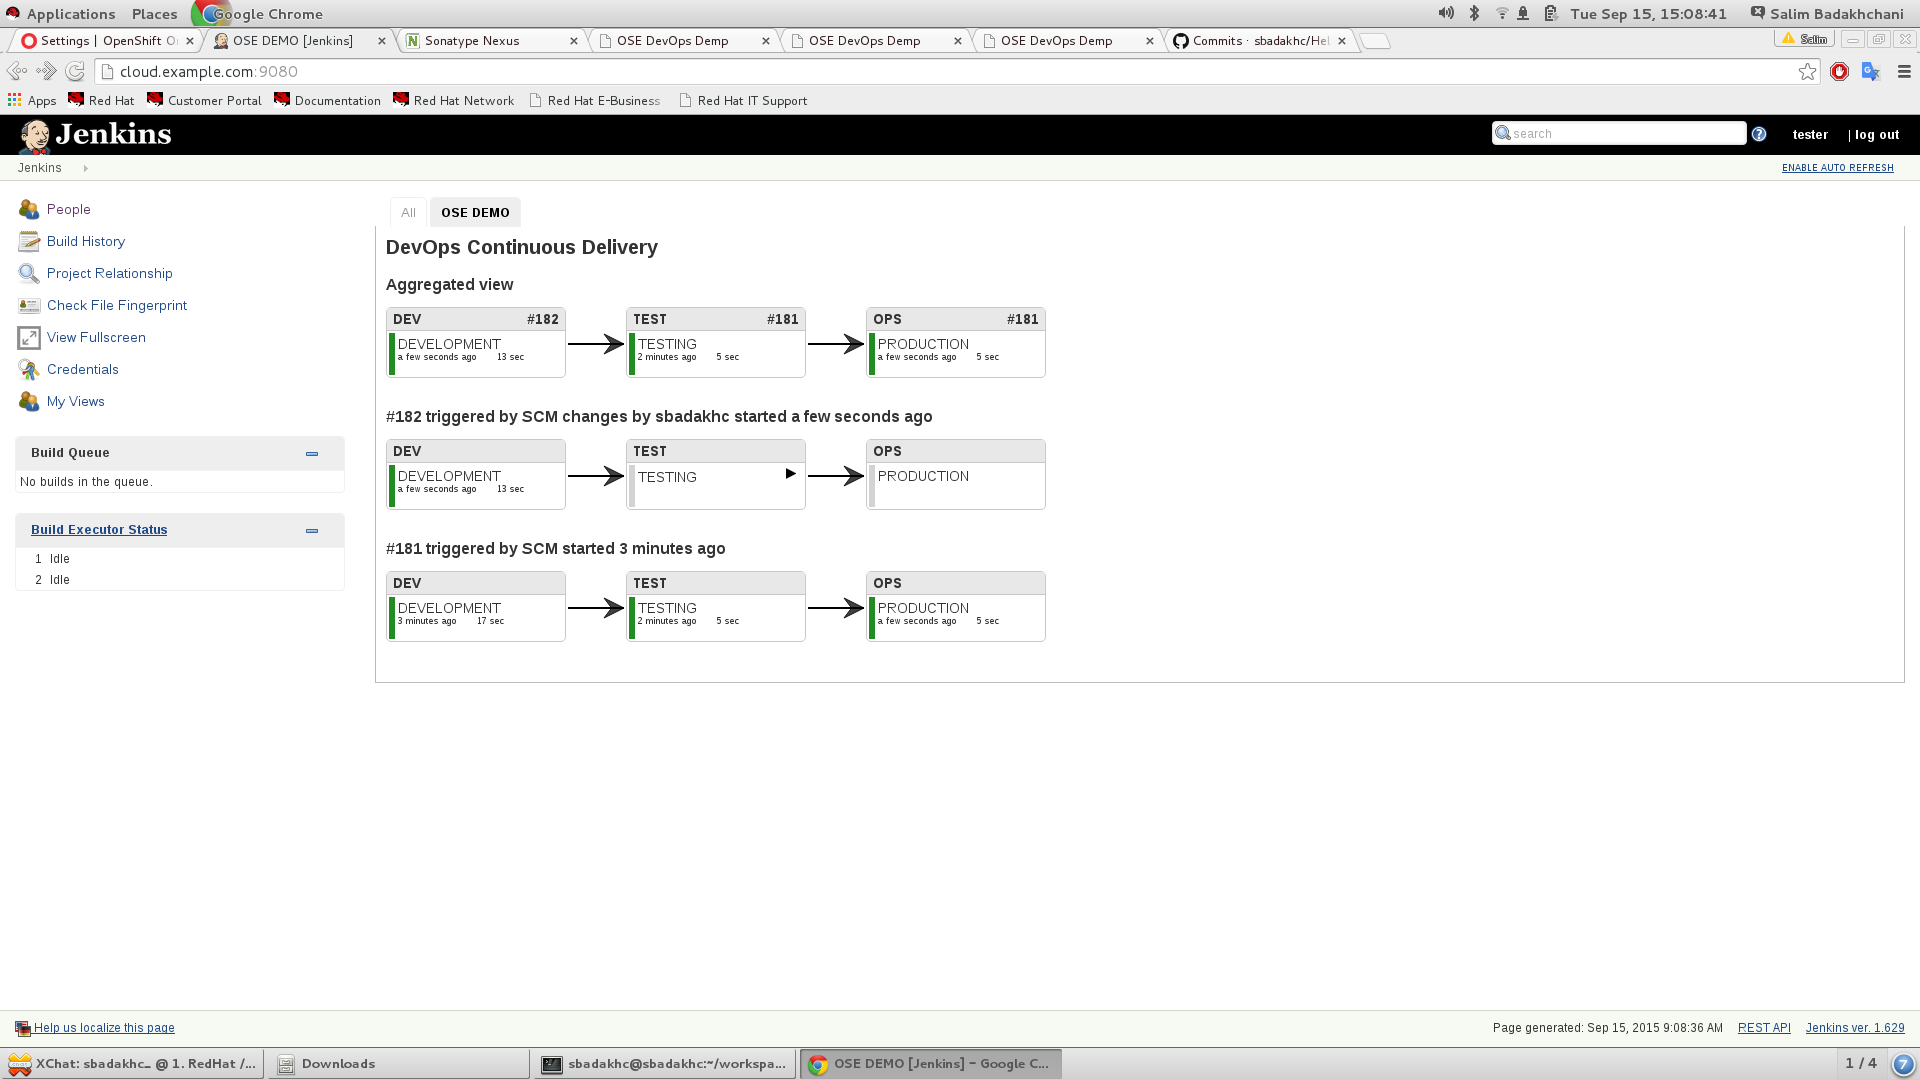 Applications Places Google Chrome Tue Sep 15, 15:08:41 Salim Badakhchani
Settings | OpenShift O OSE DEMO [Jenkins] Sonatype Nexus OSE DevOps Demp OSE DevOps Demp OSE DevOps Demp Commits · sbadakhc/Hel Salim
cloud.example.com:9080
Apps Red Hat Customer Portal Documentation Red Hat Network Red Hat E-Business Red Hat IT Support
Jenkins search ? tester | log out
Jenkins ENABLE AUTO REFRESH
People
Build History
Project Relationship
Check File Fingerprint
View Fullscreen
Credentials
My Views
Build Queue
No builds in the queue.
Build Executor Status
1 Idle
2 Idle
All OSE DEMO
DevOps Continuous Delivery
Aggregated view
DEV #182 TEST #181 OPS #181
DEVELOPMENT TESTING PRODUCTION
a few seconds ago 13 sec 2 minutes ago 5 sec a few seconds ago 5 sec
#182 triggered by SCM changes by sbadakhc started a few seconds ago
DEV TEST OPS
DEVELOPMENT TESTING PRODUCTION
a few seconds ago 13 sec
#181 triggered by SCM started 3 minutes ago
DEV TEST OPS
DEVELOPMENT TESTING PRODUCTION
3 minutes ago 17 sec 2 minutes ago 5 sec a few seconds ago 5 sec
Help us localize this page Page generated: Sep 15, 2015 9:08:36 AM REST API Jenkins ver. 1.629
XChat: sbadakhc_ @ 1. RedHat /... Downloads sbadakhc@sbadakhc:~/workspa... OSE DEMO [Jenkins] - Google C... 1 / 4 7